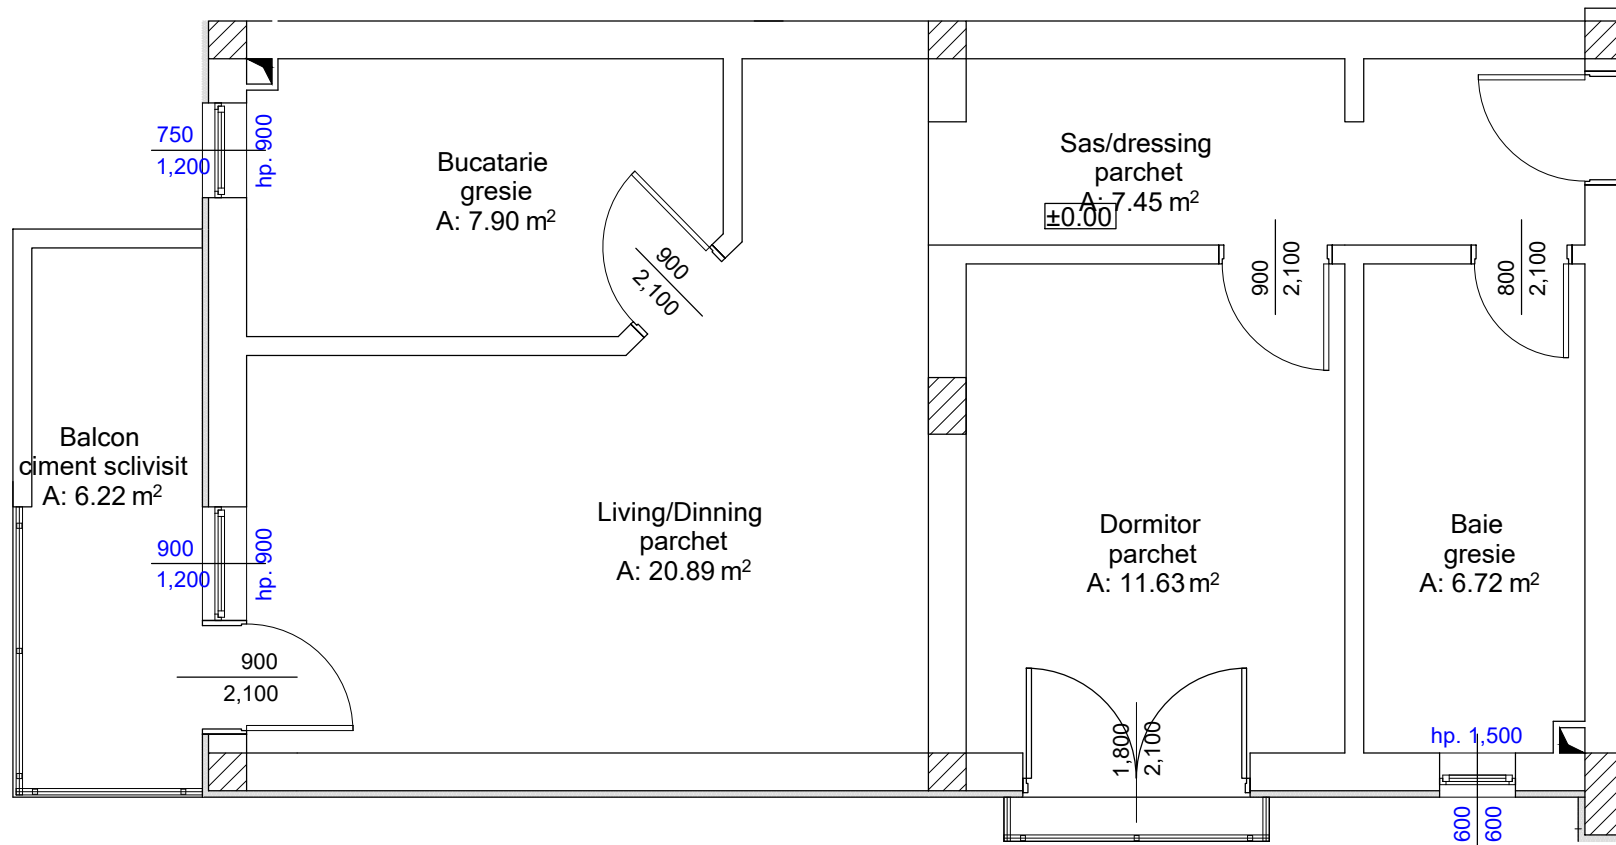 750
1,200
hp. 900
Bucatarie
gresie
A: 7.90 m²
900
2,100
Sas/dressing
parchet
A: 7.45 m²
±0.00
900
2,100
800
2,100
Balcon
ciment sclivisit
A: 6.22 m²
900
1,200
hp. 900
900
2,100
Living/Dinning
parchet
A: 20.89 m²
Dormitor
parchet
A: 11.63 m²
1,800
2,100
Baie
gresie
A: 6.72 m²
hp. 1,500
600
600